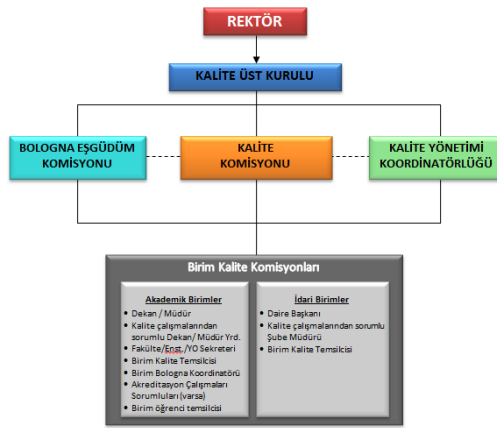 REKTÖR
KALİTE ÜST KURULU
BOLOGNA EŞGÜDÜM
KOMİSYONU
KALİTE
KOMİSYONU
KALİTE YÖNETİMİ
KOORDİNATÖRLÜĞÜ
Birim Kalite Komisyonları
Akademik Birimler
• Dekan / Müdür
• Kalite çalışmalarından
sorumlu Dekan/ Müdür Yrd.
• Fakülte/Enst./YO Sekreteri
• Birim Kalite Temsilcisi
• Birim Bologna Koordinatörü
• Akreditasyon Çalışmaları
Sorumluları (varsa)
• Birim öğrenci temsilcisi
İdari Birimler
• Daire Başkanı
• Kalite çalışmalarından sorumlu
Şube Müdürü
• Birim Kalite Temsilcisi